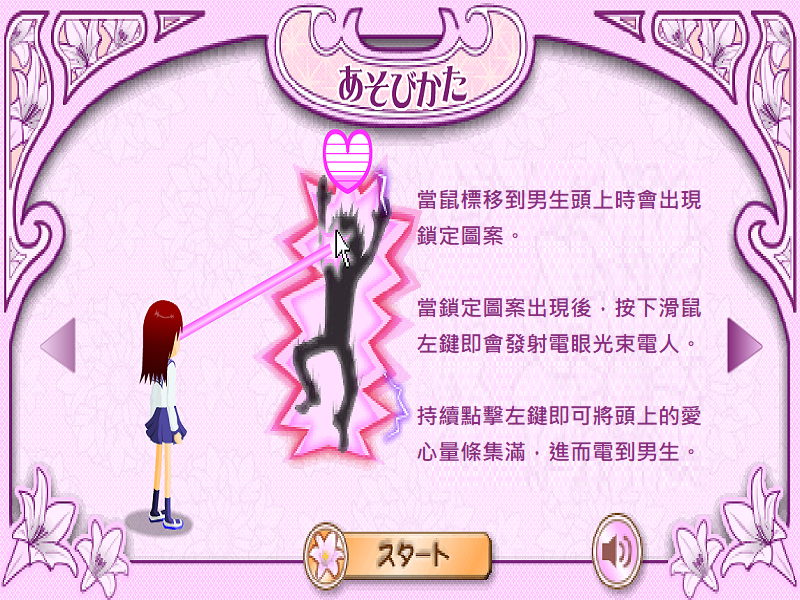 あそびかた
當鼠標移到男生頭上時會出現
鎖定圖案。
當鎖定圖案出現後，按下滑鼠
左鍵即會發射電眼光束電人。
持續點擊左鍵即可將頭上的愛
心量條集滿，進而電到男生。
スタート